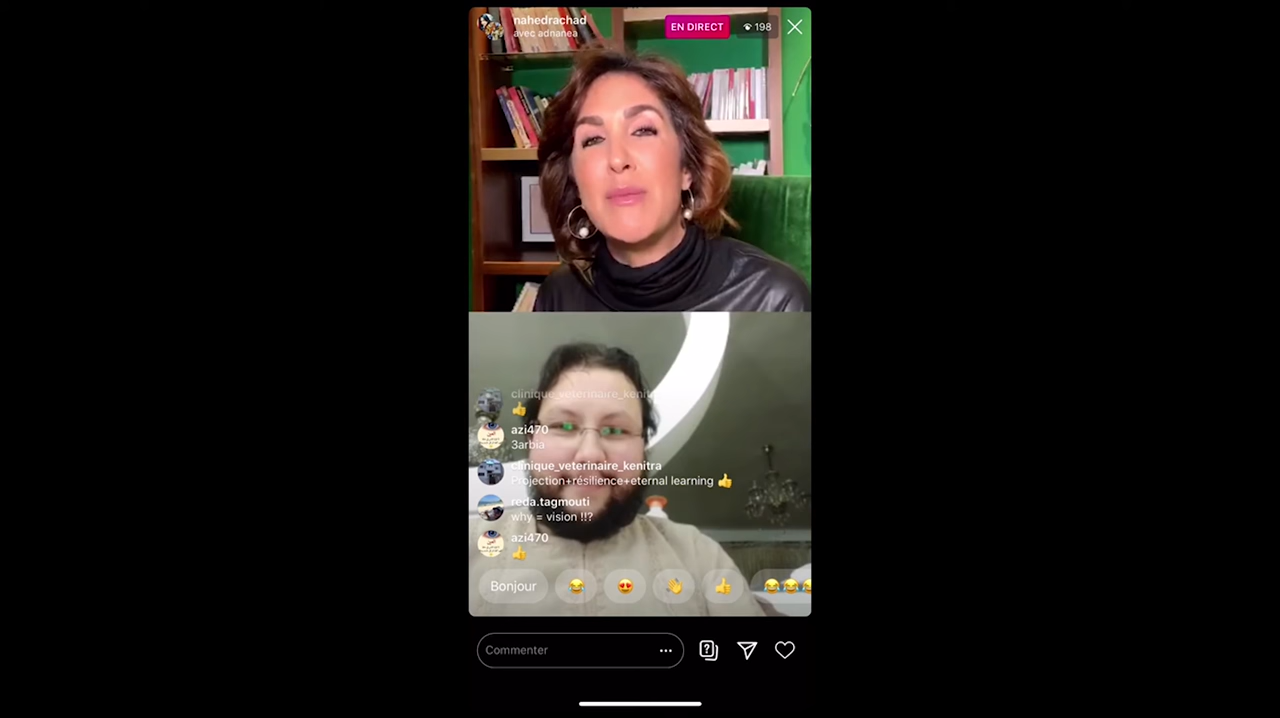 nahedrachad
avec adnanea
EN DIRECT
198
clinique_veterinaire_kenitra
azi470
3arbia
clinique_veterinaire_kenitra
Projection+résilience+eternal learning
reda.tagmouti
why = vision !!?
azi470
Bonjour
Commenter